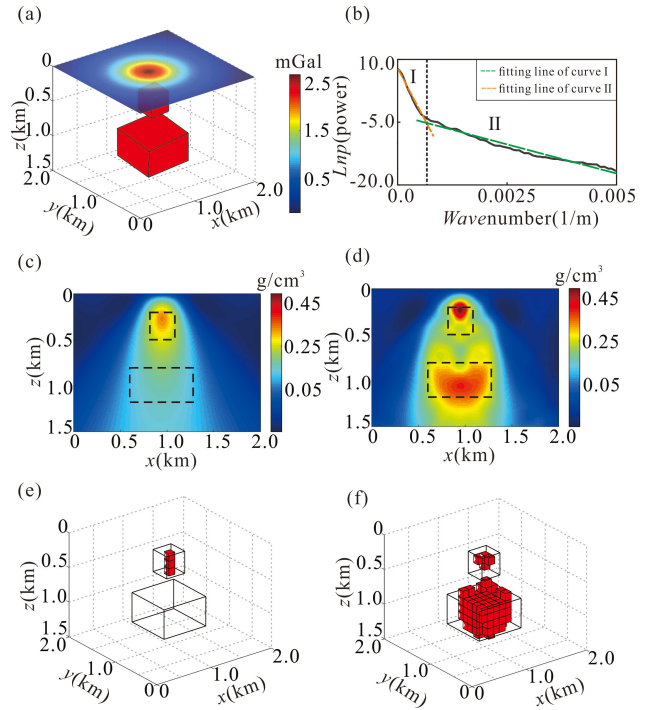 (a)
mGal
2.5
1.5
0.5
0
0.5
1.0
1.5
z(km)
2.0
1.0
0
y(km)
0
1.0
2.0
x(km)
(b)
10.0
-5.0
-20.0
Lnp(power)
I
II
fitting line of curve I
fitting line of curve II
0.0
0.0025
0.005
Wavenumber(1/m)
(c)
g/cm³
0.45
0.25
0.05
0
0.5
1.0
1.5
z(km)
0
0.5
1.0
1.5
2.0
x(km)
(d)
g/cm³
0.45
0.25
0.05
0
0.5
1.0
1.5
z(km)
0
0.5
1.0
1.5
2.0
x(km)
(e)
0
0.5
1.0
1.5
z(km)
2.0
1.0
0
y(km)
0
1.0
2.0
x(km)
(f)
0
0.5
1.0
1.5
z(km)
2.0
1.0
0
y(km)
0
1.0
2.0
x(km)